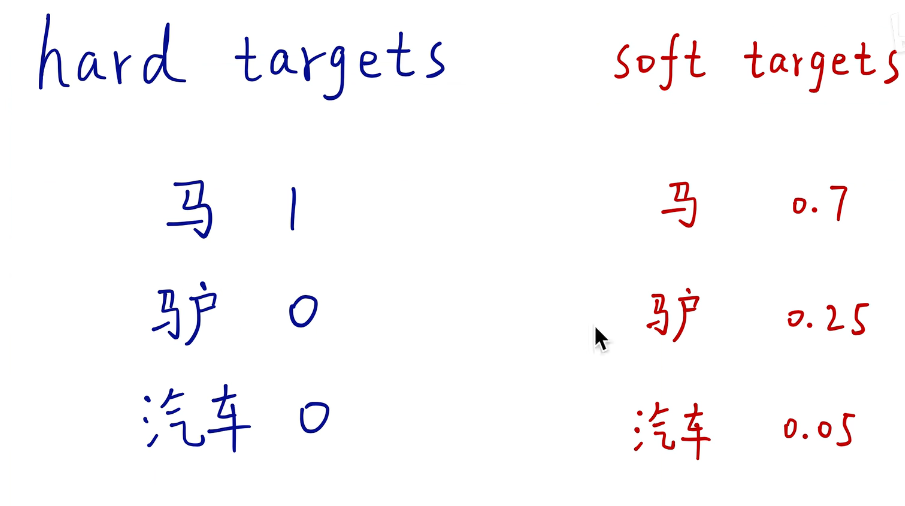 hard targets soft targets
马 1 马 0.7
驴 0 驴 0.25
汽车 0 汽车 0.05